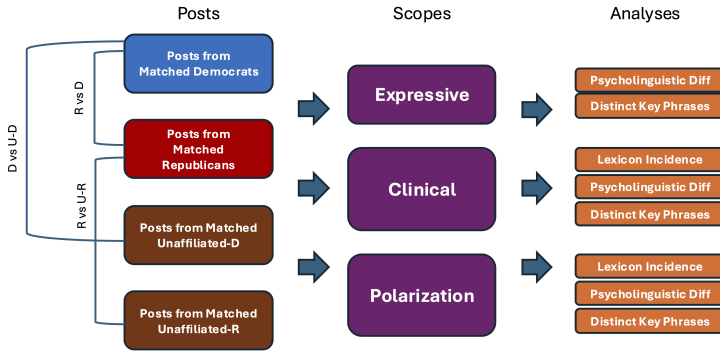 Posts
Scopes
Analyses
D vs U-D
R vs D
R vs U-R
Posts from
Matched Democrats
Posts from
Matched
Republicans
Posts from Matched
Unaffiliated-D
Posts from Matched
Unaffiliated-R
Expressive
Clinical
Polarization
Psycholinguistic Diff
Distinct Key Phrases
Lexicon Incidence
Psycholinguistic Diff
Distinct Key Phrases
Lexicon Incidence
Psycholinguistic Diff
Distinct Key Phrases